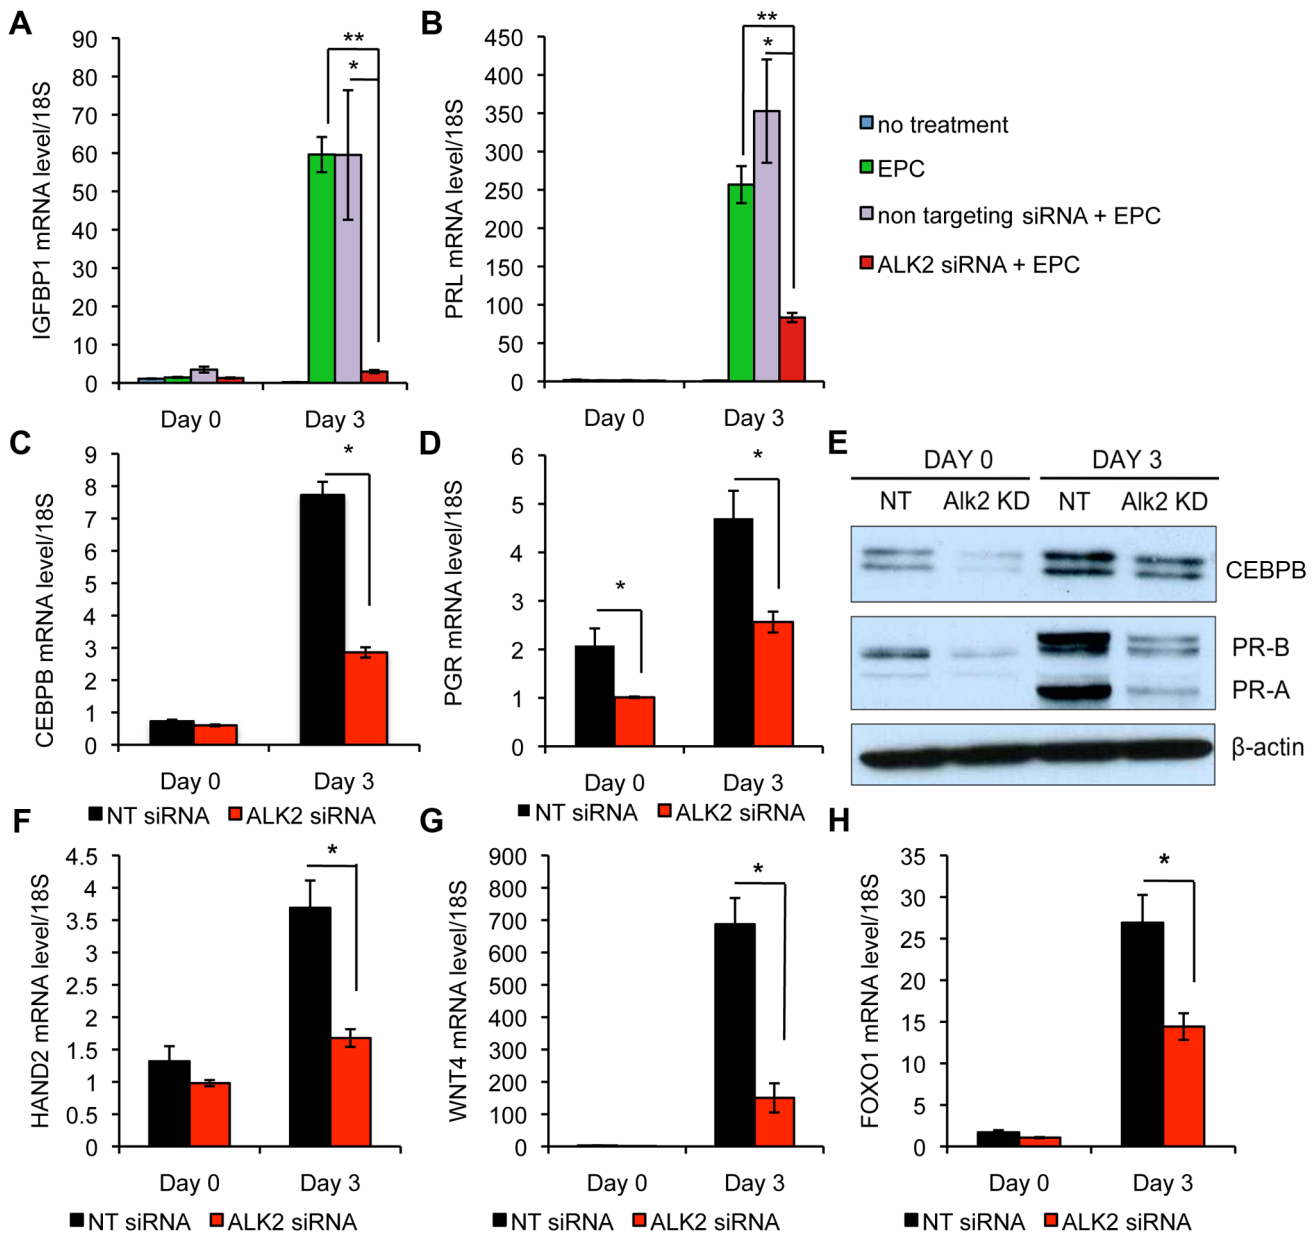 A
IGFBP1 mRNA level/18S
90
80
70
60
50
40
30
20
10
0
**
*
Day 0 Day 3
B
PRL mRNA level/18S
450
400
350
300
250
200
150
100
50
0
**
*
Day 0 Day 3
no treatment
EPC
non targeting siRNA + EPC
ALK2 siRNA + EPC
C
CEBPB mRNA level/18S
9
8
7
6
5
4
3
2
1
0
*
Day 0 Day 3
NT siRNA ALK2 siRNA
D
PGR mRNA level/18S
6
5
4
3
2
1
0
*
*
Day 0 Day 3
NT siRNA ALK2 siRNA
E
DAY 0 DAY 3
NT Alk2 KD NT Alk2 KD
CEBPB
PR-B
PR-A
β-actin
F
HAND2 mRNA level/18S
4.5
4
3.5
3
2.5
2
1.5
1
0.5
0
*
Day 0 Day 3
NT siRNA ALK2 siRNA
G
WNT4 mRNA level/18S
900
800
700
600
500
400
300
200
100
0
*
Day 0 Day 3
NT siRNA ALK2 siRNA
H
FOXO1 mRNA level/18S
35
30
25
20
15
10
5
0
*
Day 0 Day 3
NT siRNA ALK2 siRNA